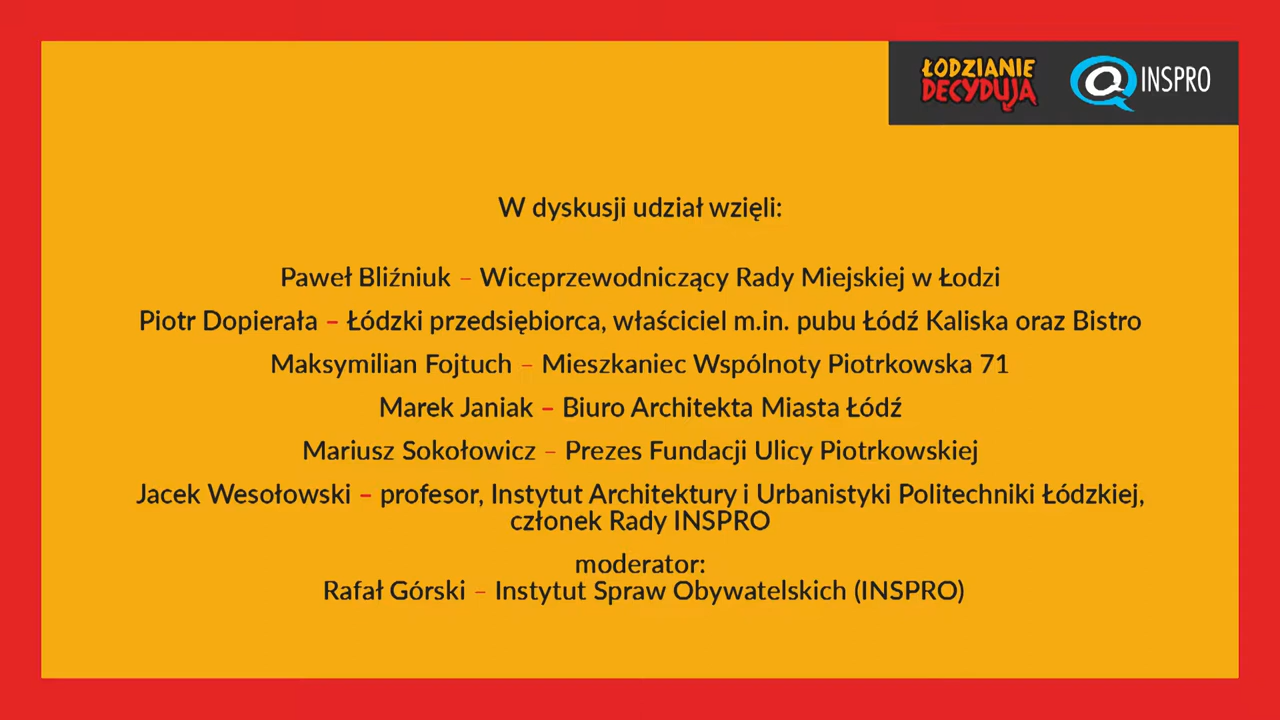 ŁODZIANIE
DECYDUJĄ
INSPRO
W dyskusji udział wzięli:
Paweł Bliźniuk – Wiceprzewodniczący Rady Miejskiej w Łodzi
Piotr Dopierała – Łódzki przedsiębiorca, właściciel m.in. pubu Łódź Kaliska oraz Bistro
Maksymilian Fojtuch – Mieszkaniec Wspólnoty Piotrkowska 71
Marek Janiak – Biuro Architekta Miasta Łódź
Mariusz Sokołowicz – Prezes Fundacji Ulicy Piotrkowskiej
Jacek Wesołowski – profesor, Instytut Architektury i Urbanistyki Politechniki Łódzkiej,
członek Rady INSPRO
moderator:
Rafał Górski – Instytut Spraw Obywatelskich (INSPRO)